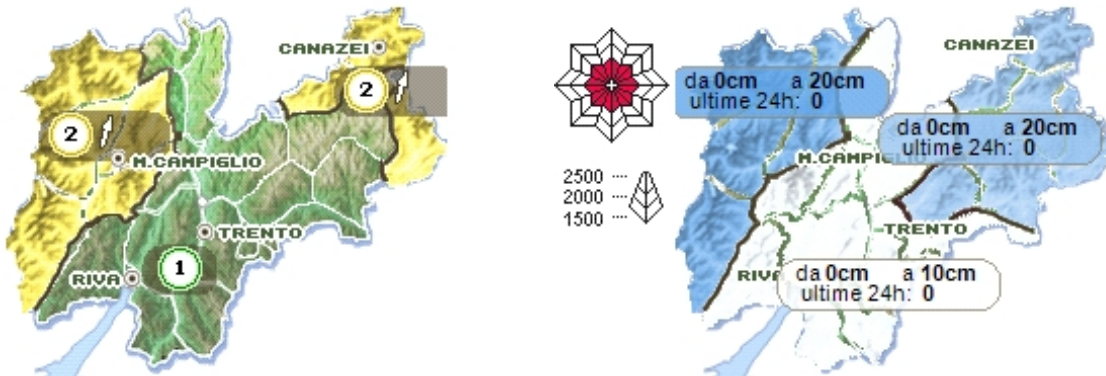 CANAZEI
2
2
M.CAMPIGLIO
TRENTO
RIVA
1
2500
2000
1500
CANAZEI
da 0cm a 20cm
ultime 24h: 0
da 0cm a 20cm
ultime 24h: 0
M.CAMPIGLIO
TRENTO
RIVA
da 0cm a 10cm
ultime 24h: 0